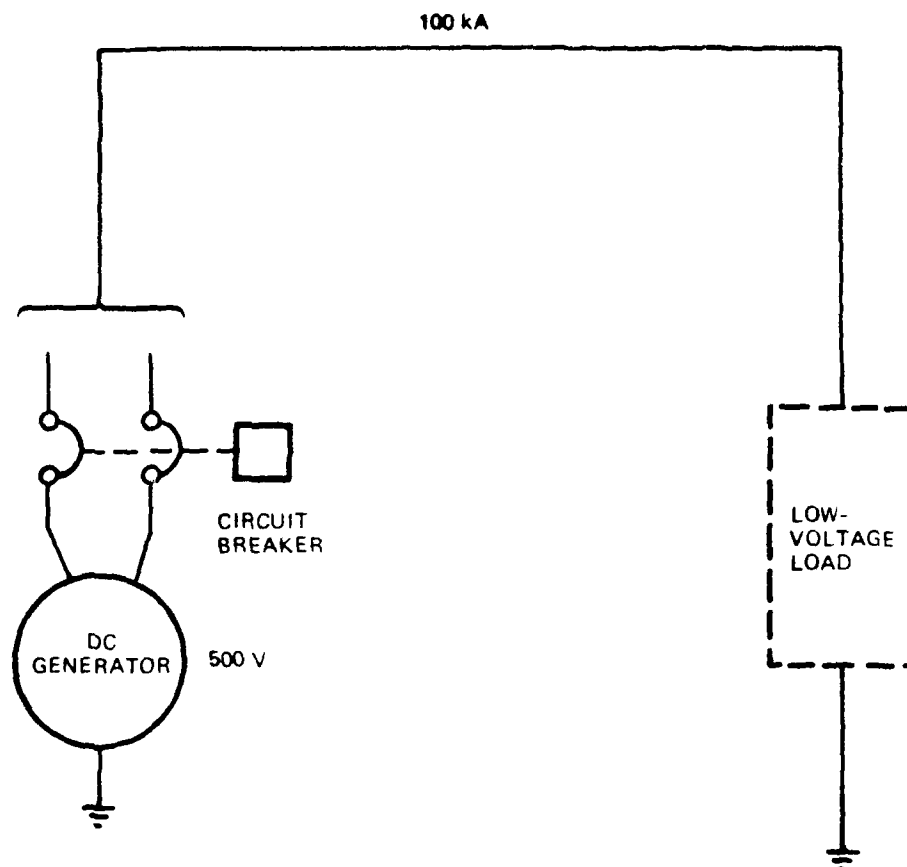 100 kA
CIRCUIT
BREAKER
DC
GENERATOR
500 V
LOW-
VOLTAGE
LOAD